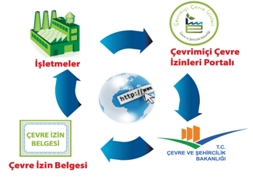 İşletmeler
Çevrimiçi Çevre
İzinleri Portalı
http://www
ÇEVRE İZİN
BELGESİ
Çevre İzin Belgesi
T.C.
ÇEVRE VE ŞEHİRCİLİK
BAKANLIĞI